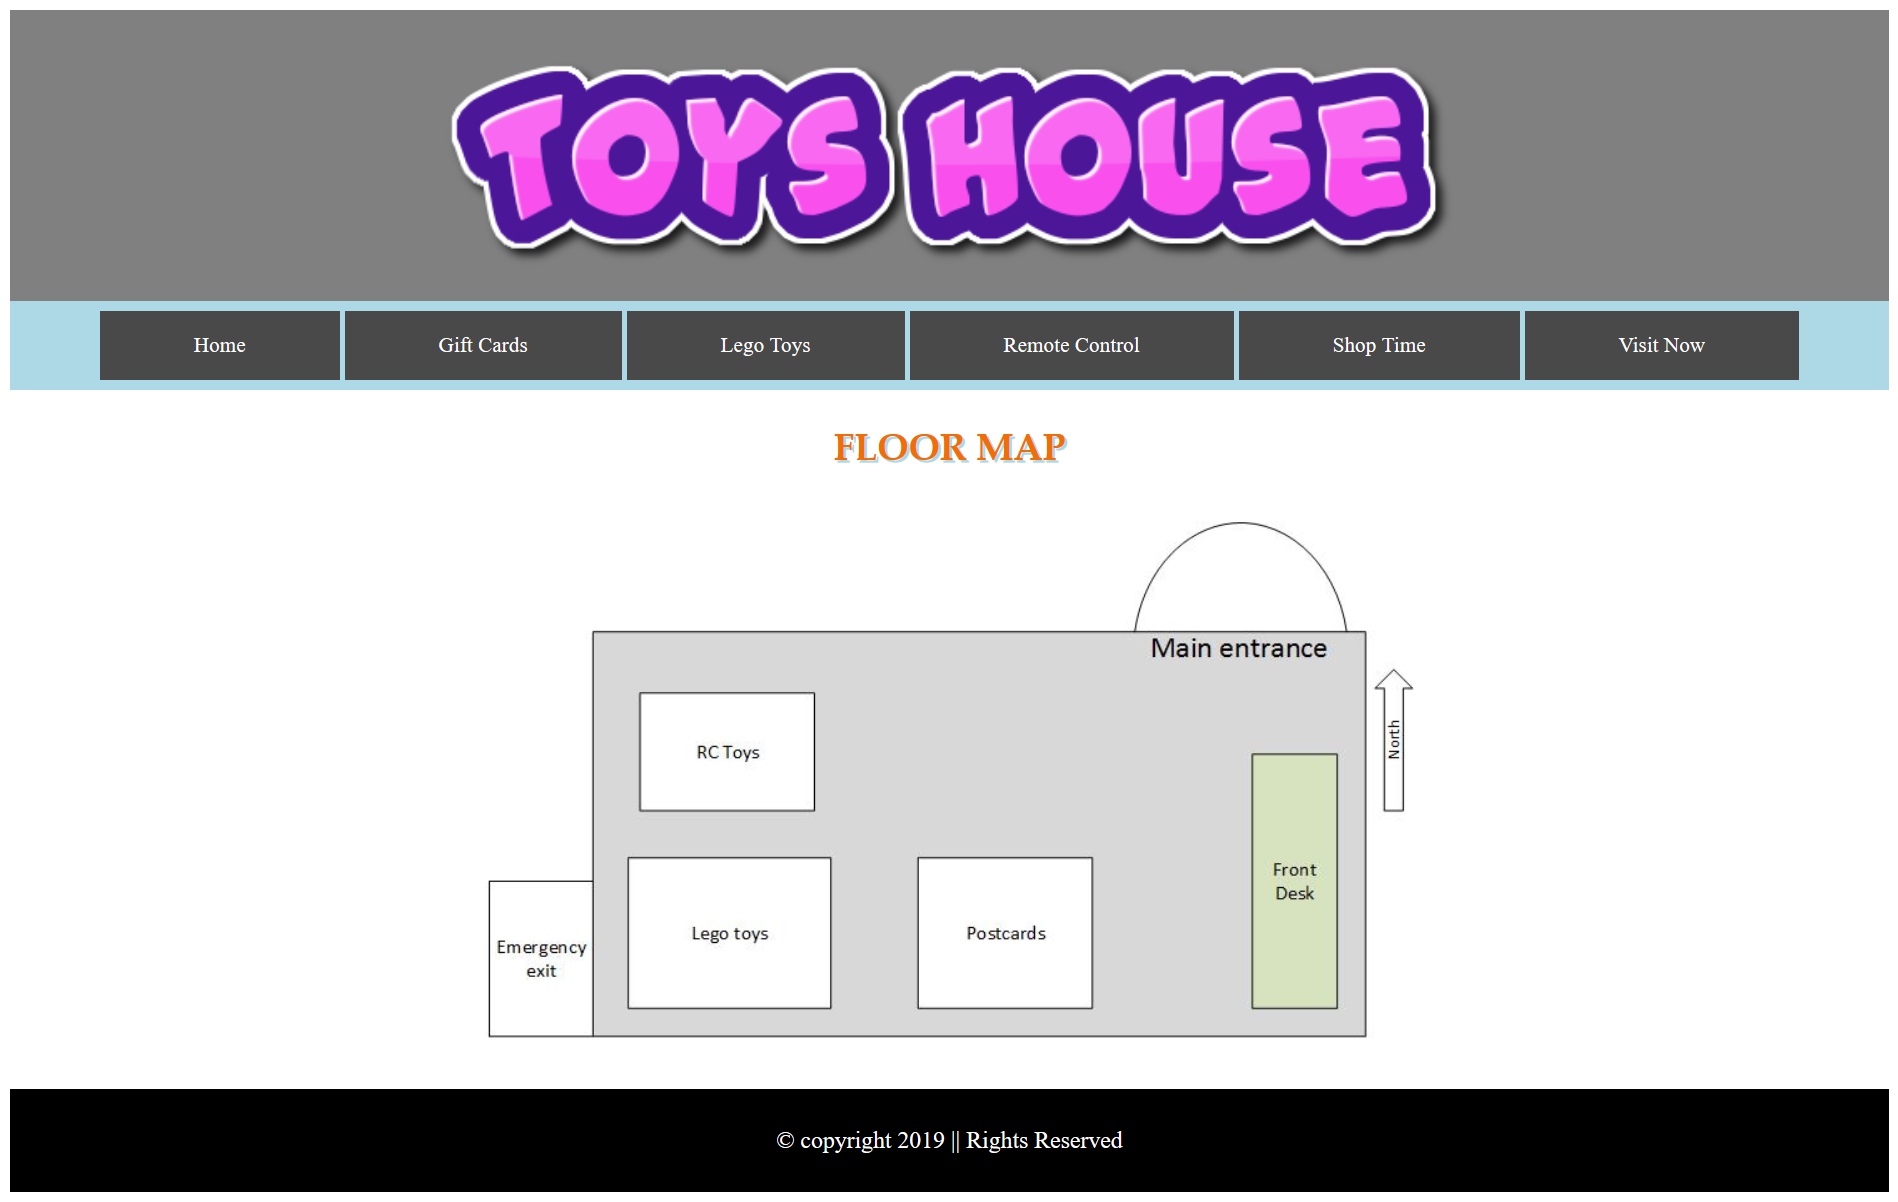 TOYS HOUSE
Home
Gift Cards
Lego Toys
Remote Control
Shop Time
Visit Now
FLOOR MAP
Main entrance
North
RC Toys
Front
Desk
Lego toys
Postcards
Emergency
exit
© copyright 2019 || Rights Reserved